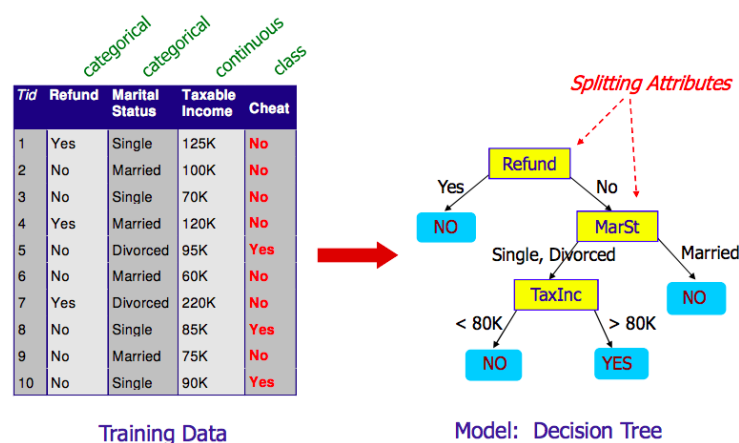 categorical
categorical
continuous
class
Tid Refund Marital Status Taxable Income Cheat
1 Yes Single 125K No
2 No Married 100K No
3 No Single 70K No
4 Yes Married 120K No
5 No Divorced 95K Yes
6 No Married 60K No
7 Yes Divorced 220K No
8 No Single 85K Yes
9 No Married 75K No
10 No Single 90K Yes
Training Data
Splitting Attributes
Refund
Yes No
NO MarSt
Single, Divorced Married
TaxInc NO
< 80K > 80K
NO YES
Model: Decision Tree